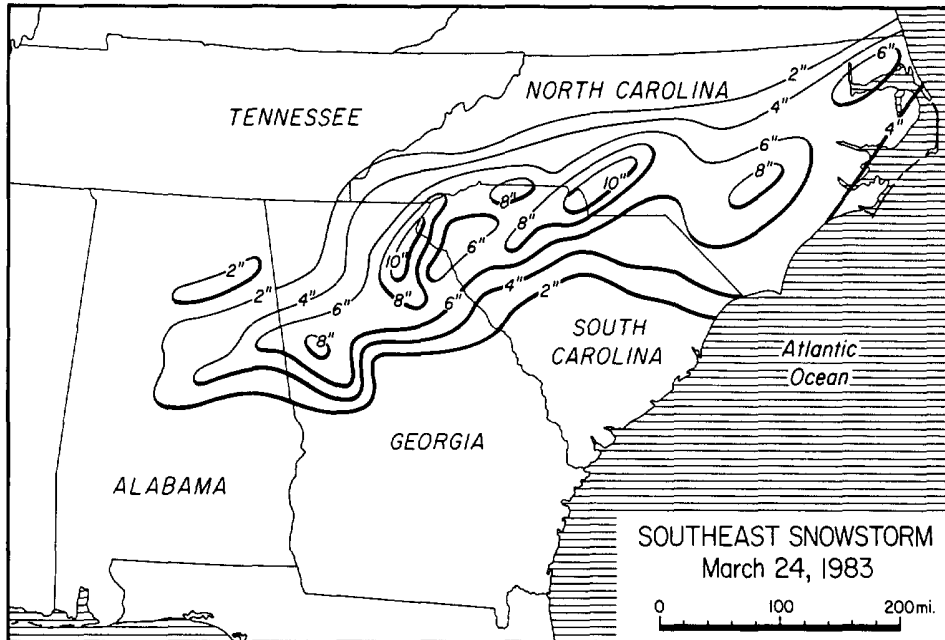 6"
2"
NORTH CAROLINA
4"
TENNESSEE
4"
6"
8"
10"
8"
8"
6"
10"
2"
4"
2"
2"
4"
8"
6"
6"
8"
SOUTH
CAROLINA
Atlantic
Ocean
GEORGIA
ALABAMA
SOUTHEAST SNOWSTORM
March 24, 1983
0 100 200 mi.